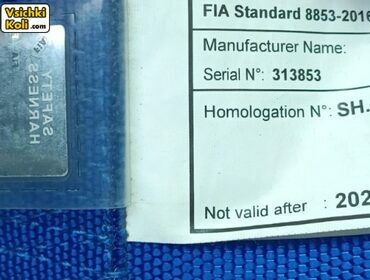 Vsichki
Koli .com
FIA Standard 8853-2016
Manufacturer Name:
Serial N°: 313853
Homologation N°: SH.
Not valid after : 202
SAFETY
HARNESS
FIA